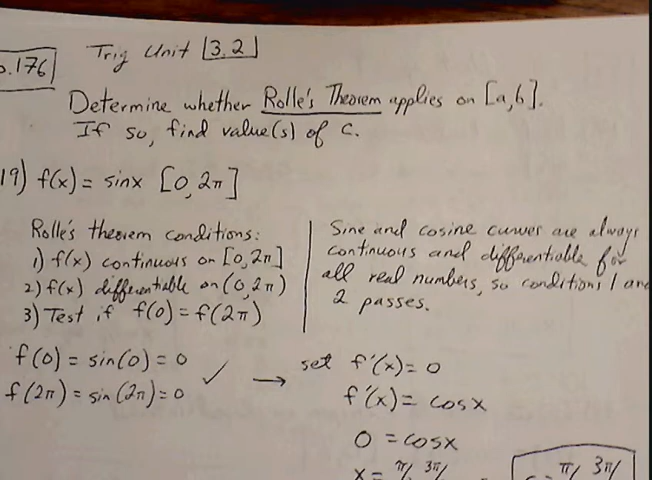 p.176
Trig Unit 3.2
Determine whether Rolle's Theorem applies on [a,b].
If so, find value(s) of c.
19) f(x) = sinx [0, 2π]
Rolle's theorem conditions:
1) f(x) continuous on [0, 2π]
2) f(x) differentiable on (0, 2π)
3) Test if f(0) = f(2π)
Sine and cosine curves are always
continuous and differentiable for
all real numbers, so conditions 1 and
2 passes.
f(0) = sin(0) = 0
f(2π) = sin(2π) = 0 ✓ →
set f'(x) = 0
f'(x) = cosx
0 = cosx
x = π/ 3π/
π/ 3π/